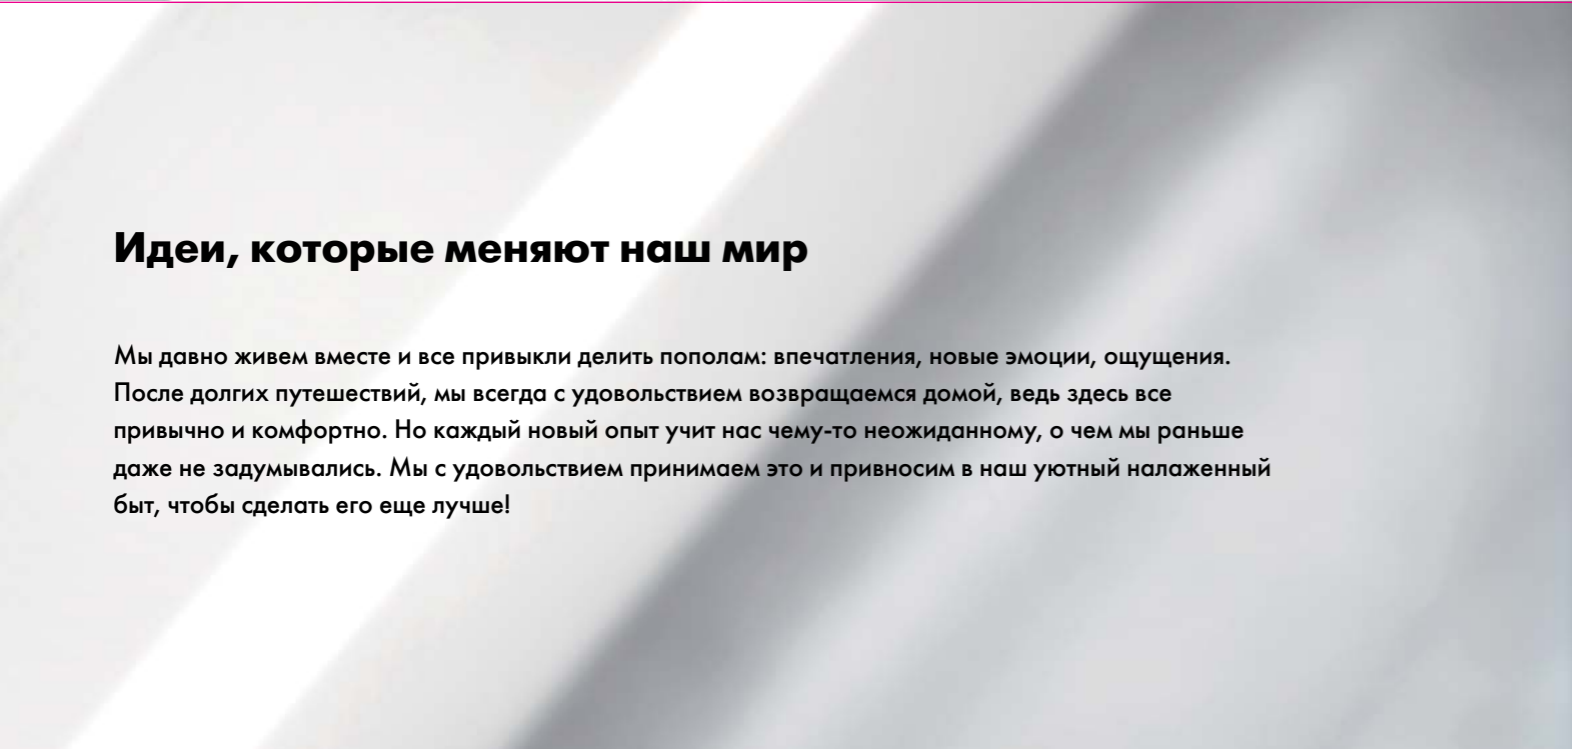 Идеи, которые меняют наш мир
Мы давно живем вместе и все привыкли делить пополам: впечатления, новые эмоции, ощущения.
После долгих путешествий, мы всегда с удовольствием возвращаемся домой, ведь здесь все
привычно и комфортно. Но каждый новый опыт учит нас чему-то неожиданному, о чем мы раньше
даже не задумывались. Мы с удовольствием принимаем это и привносим в наш уютный налаженный
быт, чтобы сделать его еще лучше!